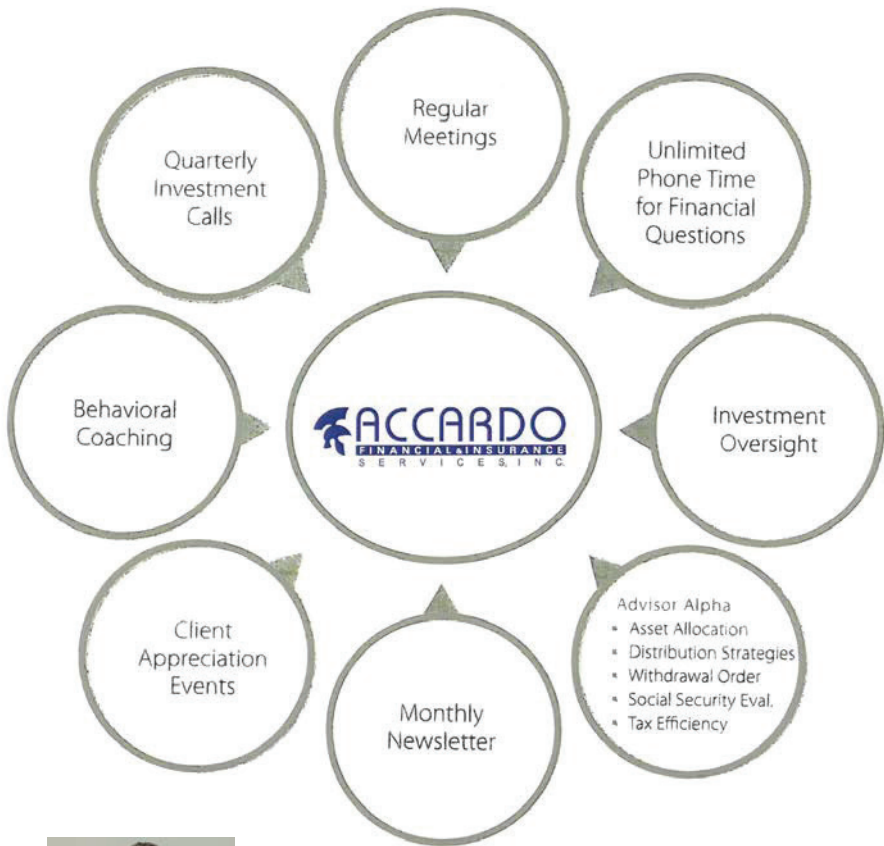 Regular
Meetings
Unlimited
Phone Time
for Financial
Questions
Investment
Oversight
Advisor Alpha
• Asset Allocation
• Distribution Strategies
• Withdrawal Order
• Social Security Eval.
• Tax Efficiency
Monthly
Newsletter
Client
Appreciation
Events
Behavioral
Coaching
Quarterly
Investment
Calls
ACCARDO
FINANCIAL & INSURANCE
SERVICES, INC.